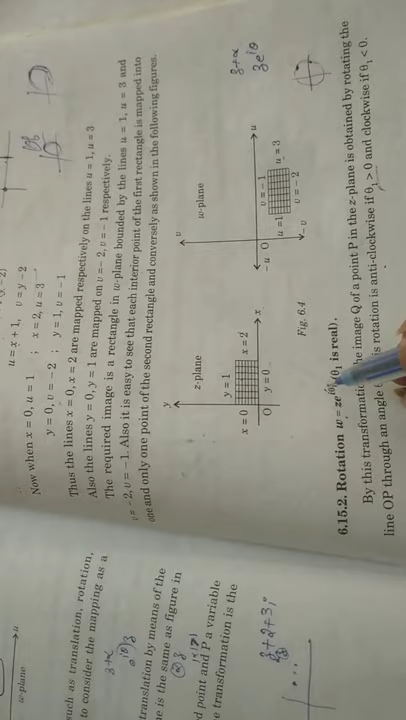 u = x + 1, v = y − 2
Now when x = 0, u = 1 ; x = 2, u = 3
y = 0, v = −2 ; y = 1, v = −1
Thus the lines x = 0, x = 2 are mapped respectively on the lines u = 1, u = 3
Also the lines y = 0, y = 1 are mapped on v = −2, v = −1 respectively.
The required image is a rectangle in w-plane bounded by the lines u = 1, u = 3 and
v = −2, v = −1. Also it is easy to see that each interior point of the first rectangle is mapped into
one and only one point of the second rectangle and conversely as shown in the following figures.
y
z-plane
y = 1
x = 0
x = 2
O
y = 0
x
v
w-plane
−u
O
u
v = −1
u = 1
u = 3
v = −2
−v
Fig. 6.4
z+α
ze^iθ
6.15.2. Rotation w = ze^iθ₁ (θ₁ is real).
By this transformatio he image Q of a point P in the z-plane is obtained by rotating the
line OP through an angle is rotation is anti-clockwise if θ₁ > 0 and clockwise if θ₁ < 0.
w-plane
u
such as translation, rotation,
to consider the mapping as a
z+α
translation by means of the
e is the same as figure in
d point and P a variable
e transformation is the
z+2+3i